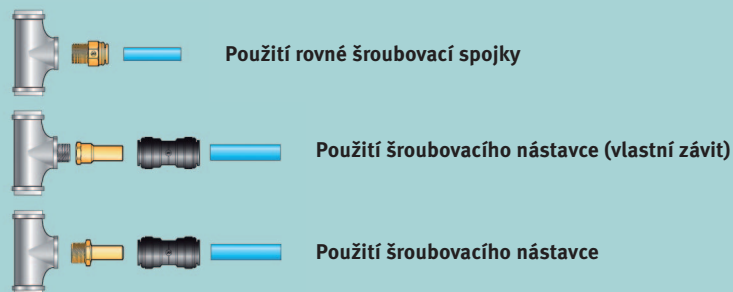 Použití rovné šroubovací spojky
Použití šroubovacího nástavce (vlastní závit)
Použití šroubovacího nástavce